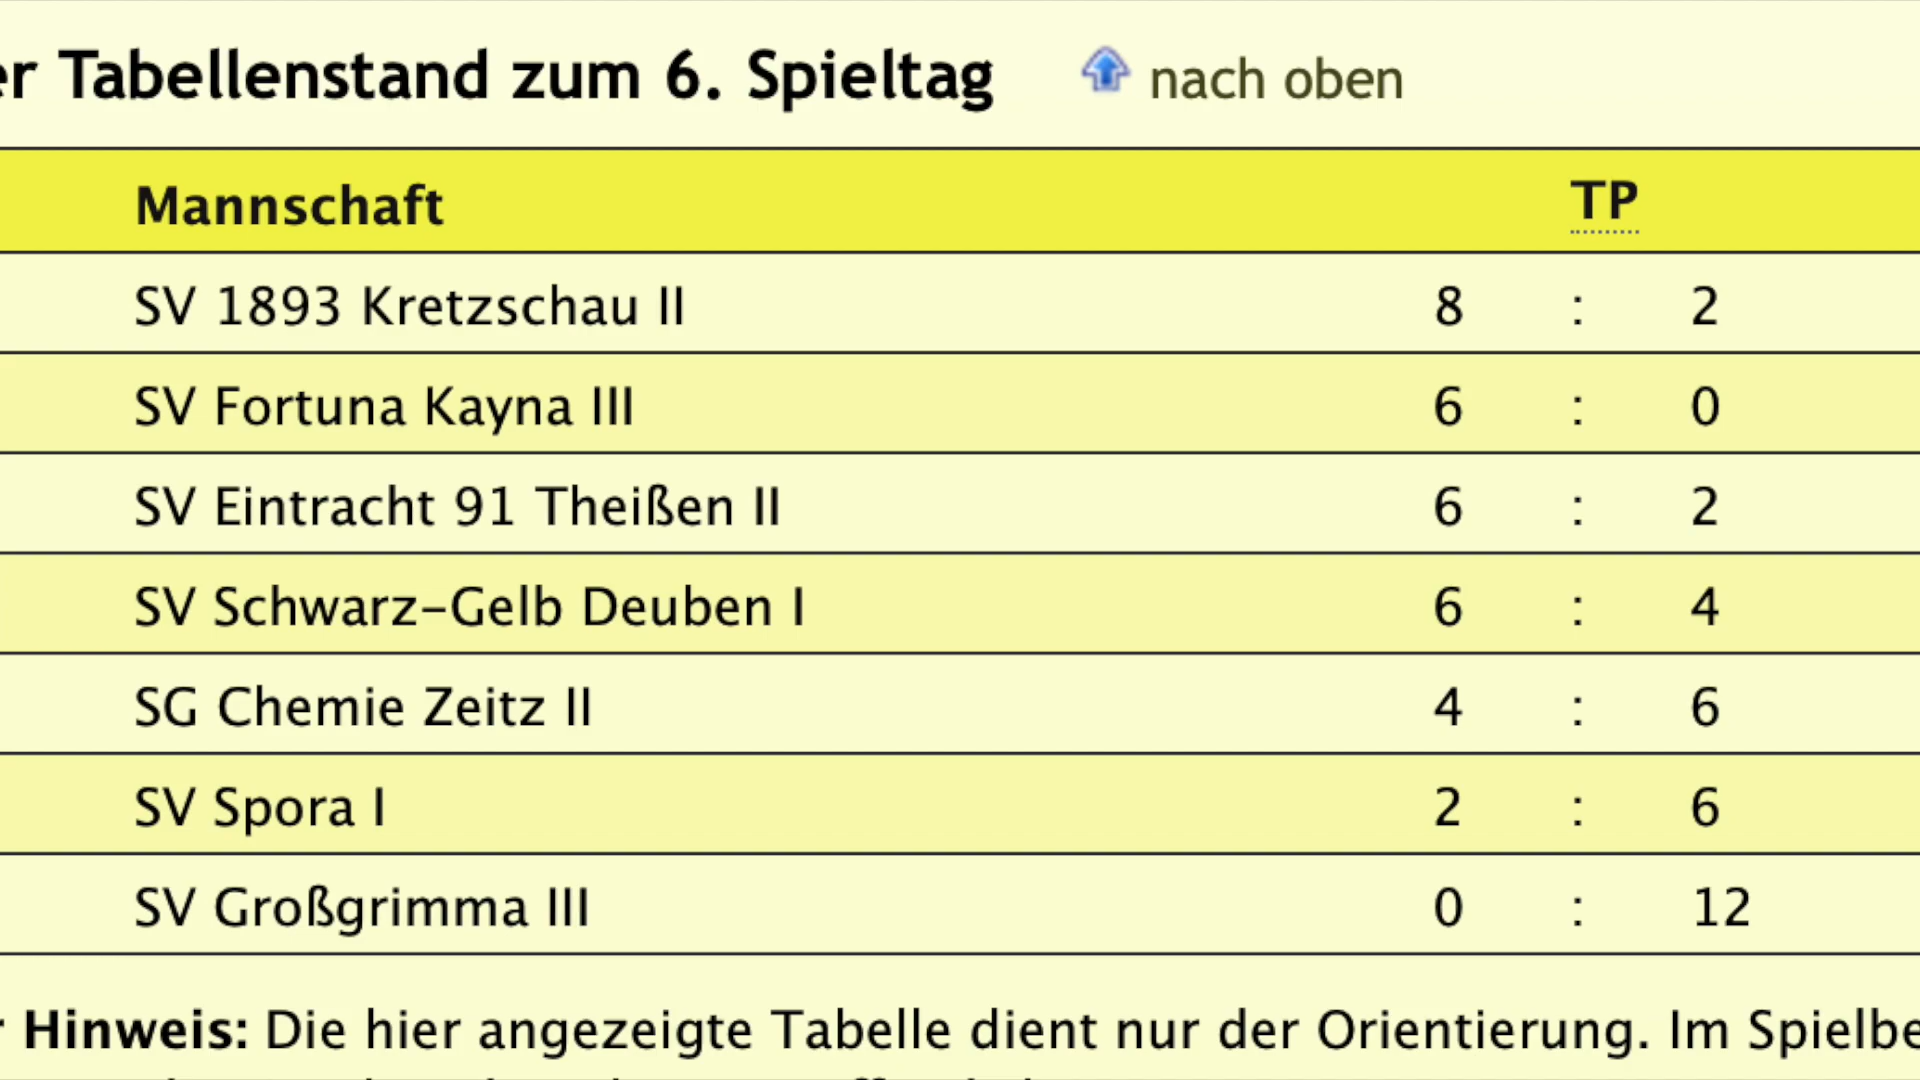 er Tabellenstand zum 6. Spieltag nach oben
Mannschaft TP
SV 1893 Kretzschau II 8 : 2
SV Fortuna Kayna III 6 : 0
SV Eintracht 91 Theißen II 6 : 2
SV Schwarz-Gelb Deuben I 6 : 4
SG Chemie Zeitz II 4 : 6
SV Spora I 2 : 6
SV Großgrimma III 0 : 12
Hinweis: Die hier angezeigte Tabelle dient nur der Orientierung. Im Spielbe